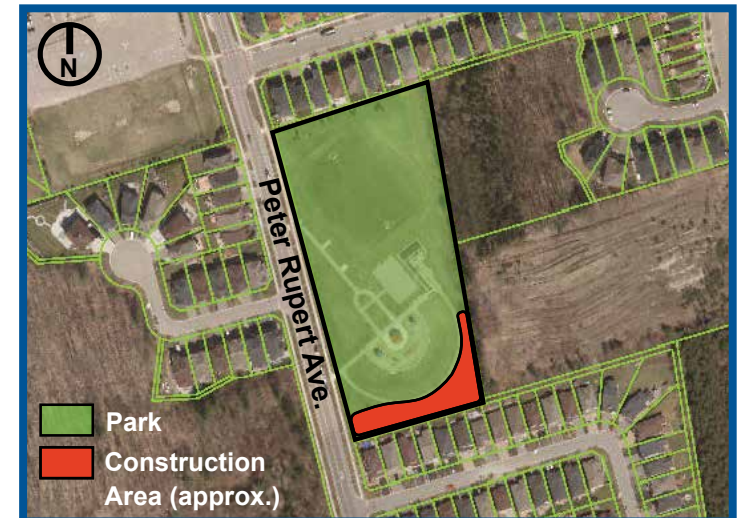 N
Peter Rupert Ave.
Park
Construction
Area (approx.)